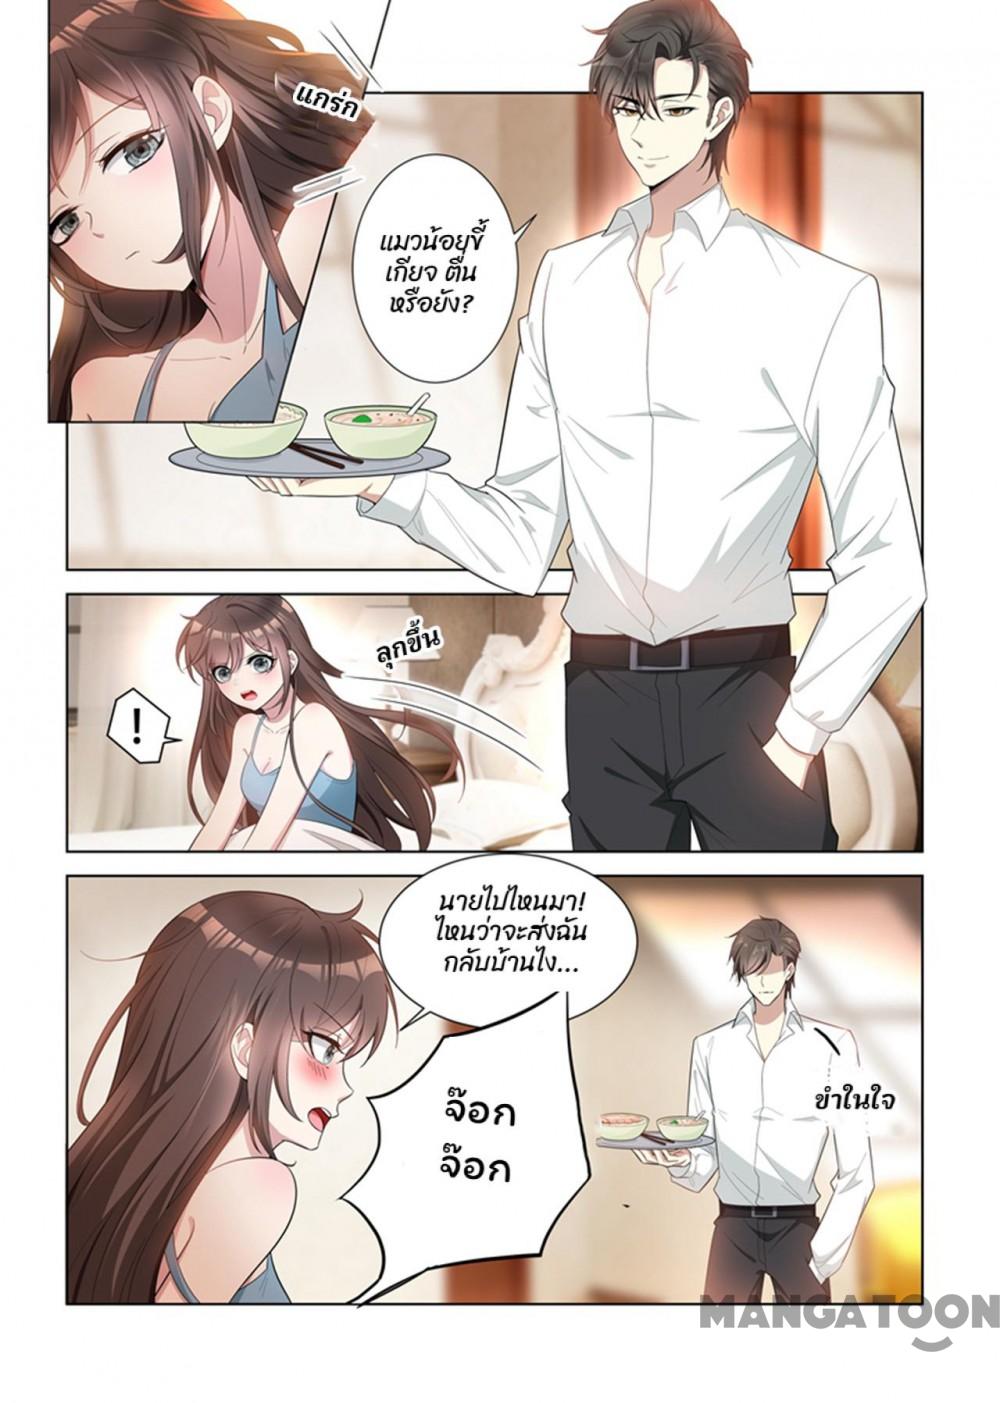 แกร่ก
แมวน้อยขี้
เกียจ ตื่น
หรือยัง?
ลุกขึ้น
!
นายไปไหนมา!
ไหนว่าจะส่งฉัน
กลับบ้านไง...
จ๊อก
จ๊อก
ขำในใจ
MANGATOON